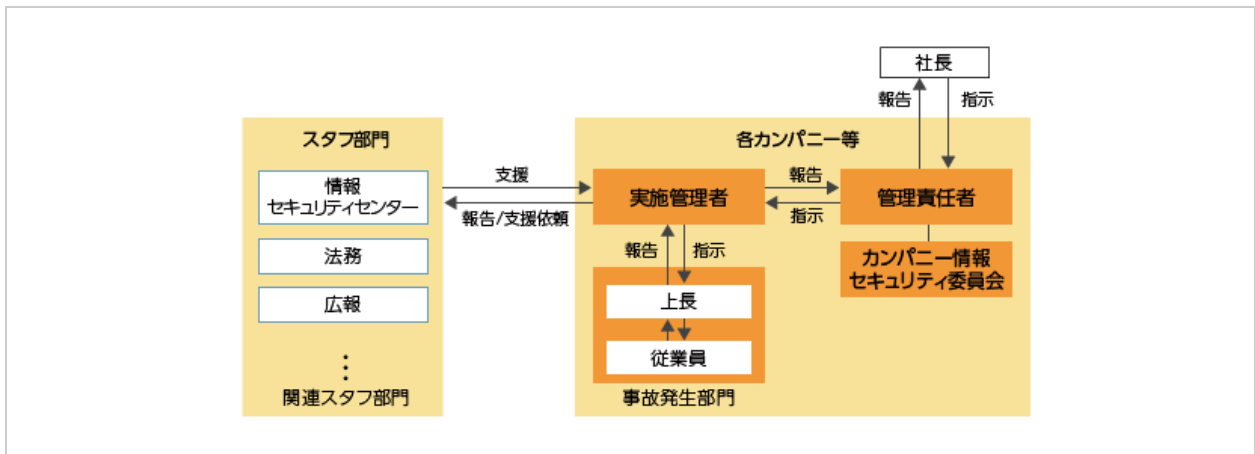 社長
報告
指示
スタッフ部門
情報
セキュリティセンター
法務
広報
⋮
関連スタッフ部門
支援
報告/支援依頼
各カンパニー等
実施管理者
報告
指示
管理責任者
カンパニー情報
セキュリティ委員会
報告
指示
上長
従業員
事故発生部門